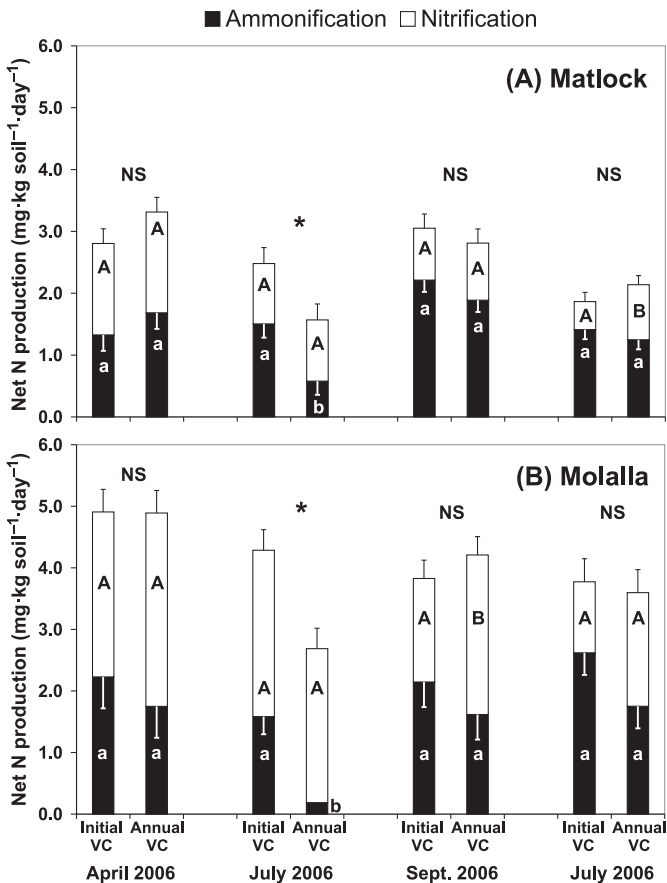 Ammonification Nitrification
(A) Matlock
Net N production (mg·kg soil⁻¹·day⁻¹)
6.0
5.0
4.0
3.0
2.0
1.0
0.0
NS * NS NS
A A A A A A A B
a a a b a a a a
(B) Molalla
Net N production (mg·kg soil⁻¹·day⁻¹)
6.0
5.0
4.0
3.0
2.0
1.0
0.0
NS * NS NS
A A A A A B A A
a a a b a a a a
Initial Annual Initial Annual Initial Annual Initial Annual
VC VC VC VC VC VC VC VC
April 2006 July 2006 Sept. 2006 July 2006